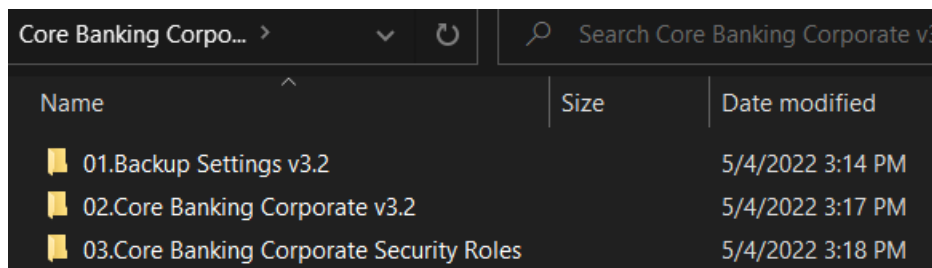 Core Banking Corpo... > Search Core Banking Corporate v3
Name Size Date modified
01.Backup Settings v3.2 5/4/2022 3:14 PM
02.Core Banking Corporate v3.2 5/4/2022 3:17 PM
03.Core Banking Corporate Security Roles 5/4/2022 3:18 PM